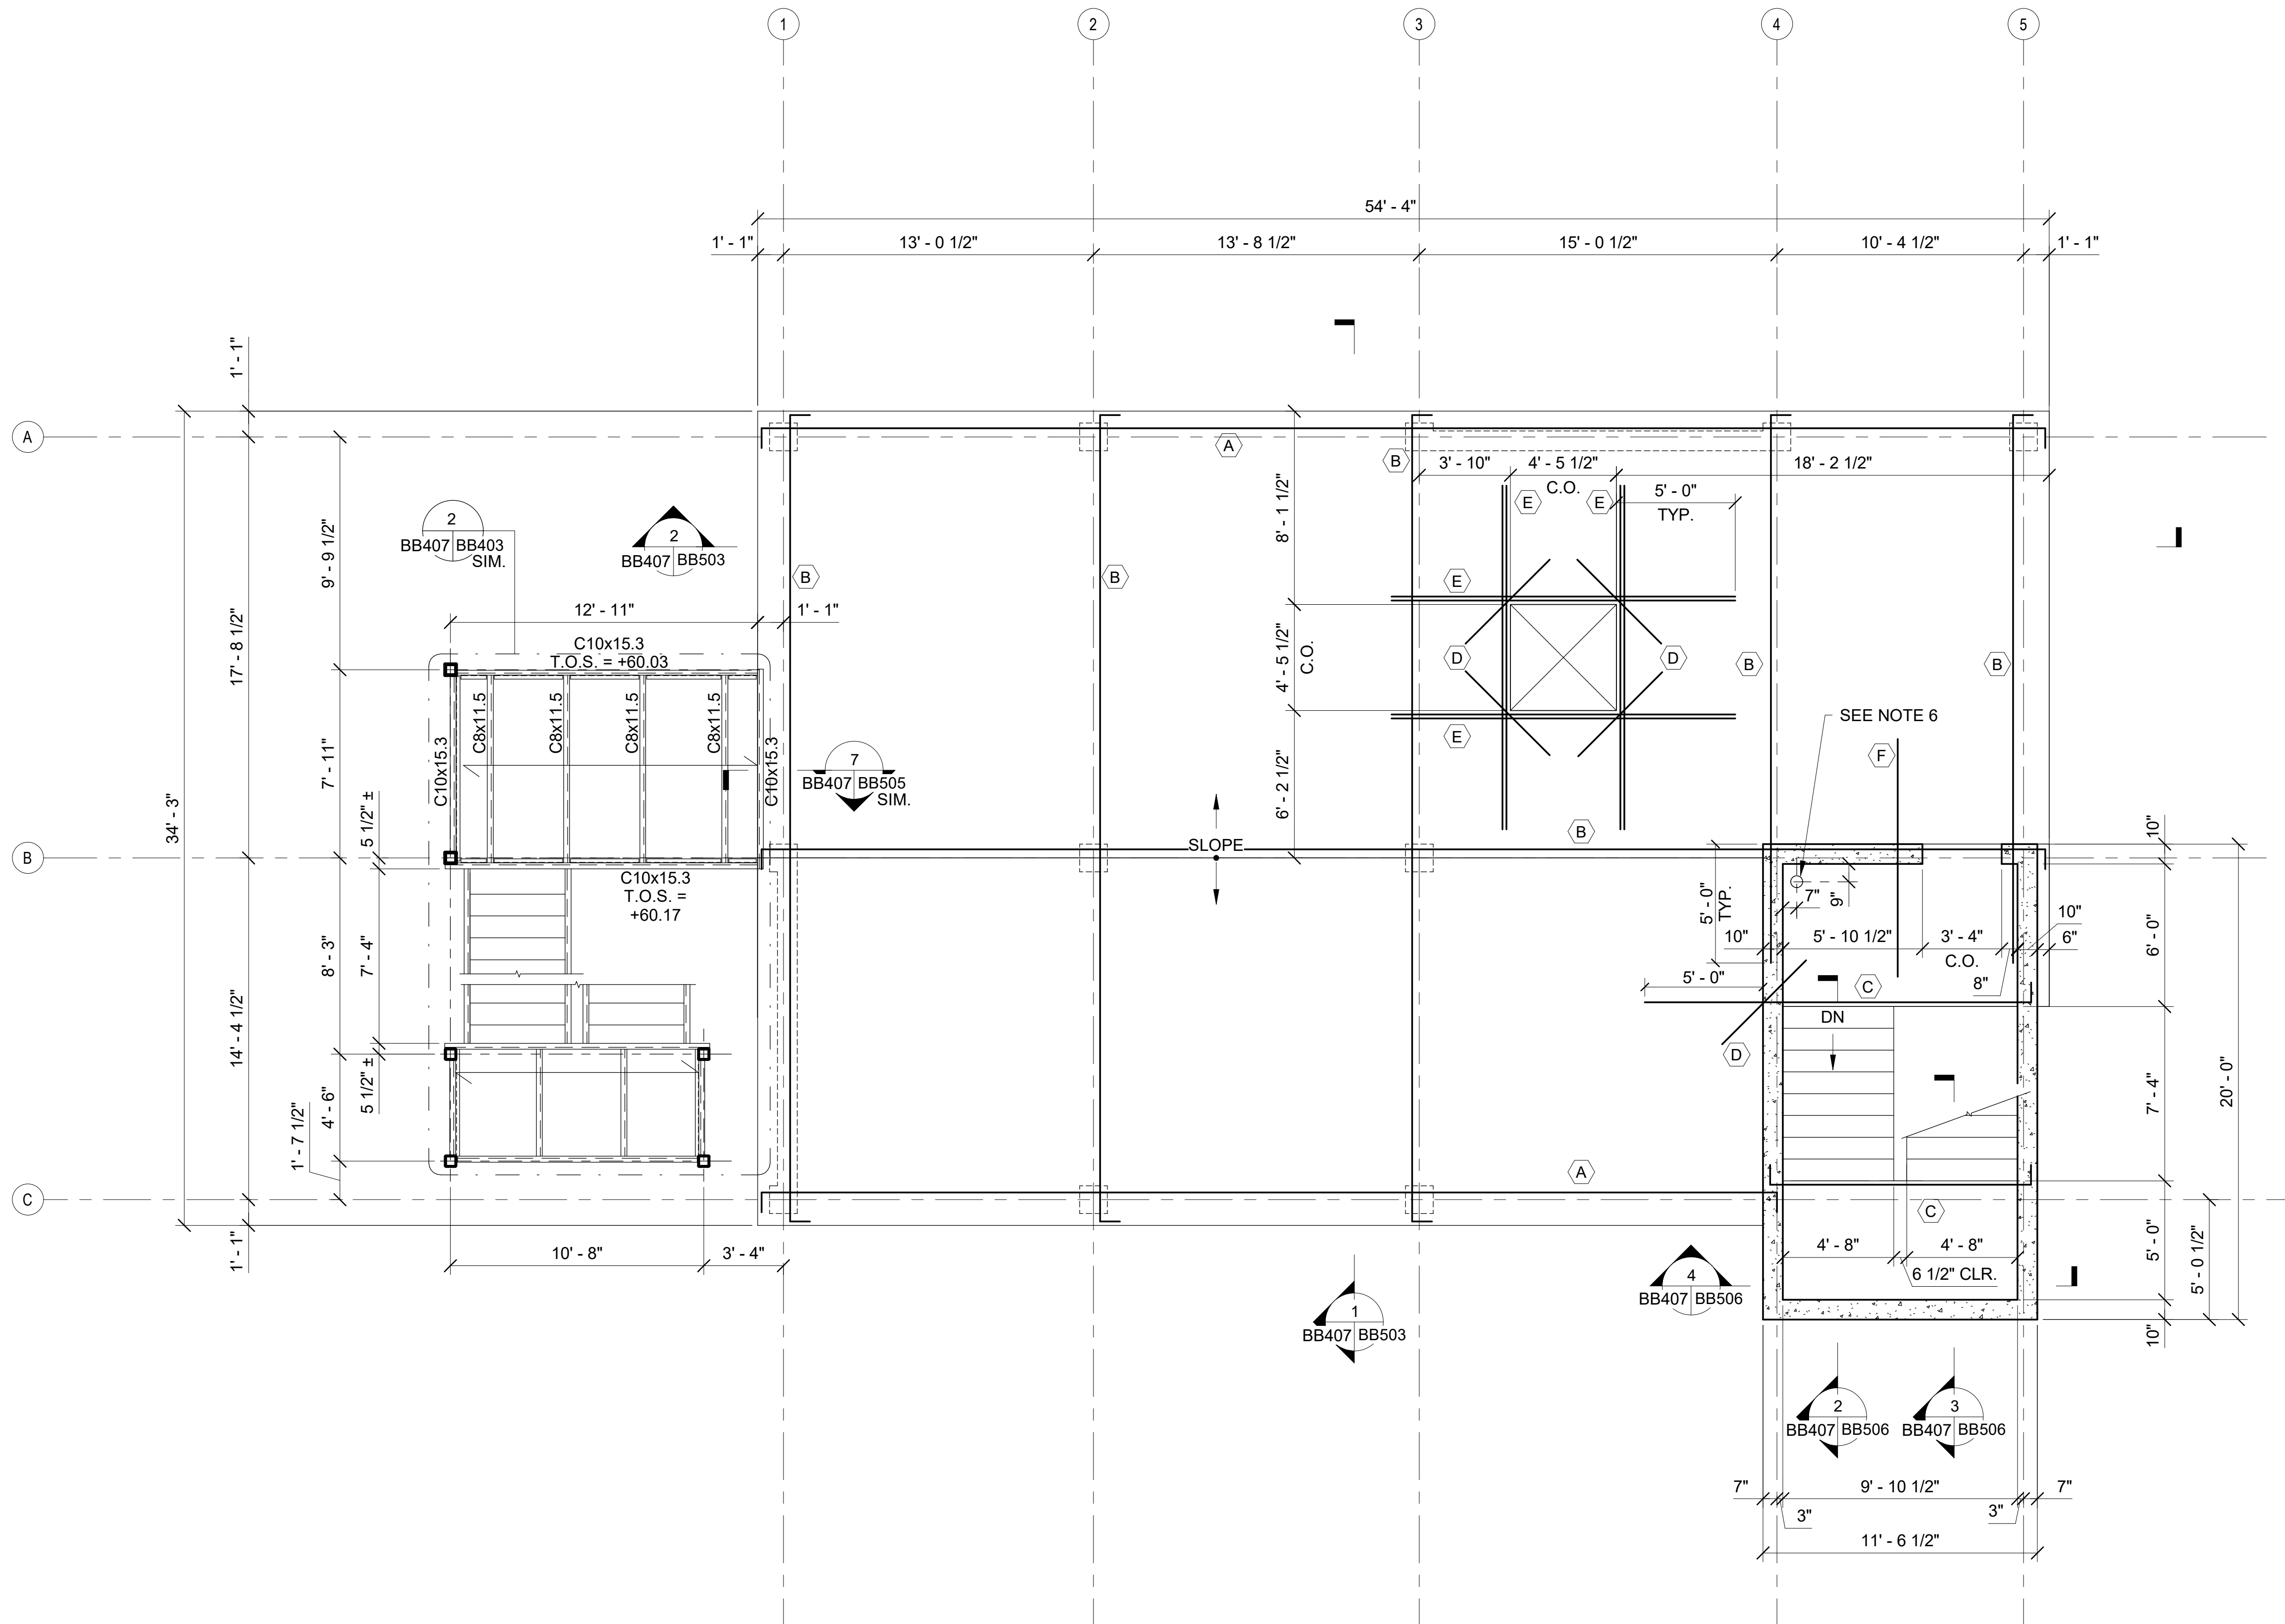 1
2
3
4
5
54' - 4"
1' - 1"
13' - 0 1/2"
13' - 8 1/2"
15' - 0 1/2"
10' - 4 1/2"
1' - 1"
1' - 1"
A
A
B
3' - 10"
4' - 5 1/2"
18' - 2 1/2"
C.O.
E
E
5' - 0"
TYP.
8' - 1 1/2"
2
BB407
BB403
SIM.
2
BB407
BB503
9' - 9 1/2"
17' - 8 1/2"
B
B
E
12' - 11"
1' - 1"
C10x15.3
T.O.S. = +60.03
4' - 5 1/2"
C.O.
D
D
B
B
C8x11.5
C8x11.5
C8x11.5
C8x11.5
C10x15.3
C10x15.3
SEE NOTE 6
E
F
7' - 11"
7
BB407
BB505
SIM.
6' - 2 1/2"
5 1/2" ±
34' - 3"
B
SLOPE
B
10"
C10x15.3
T.O.S. =
+60.17
5' - 0"
TYP.
7"
9"
10"
5' - 10 1/2"
3' - 4"
C.O.
10"
6"
8"
6' - 0"
8' - 3"
7' - 4"
5' - 0"
C
DN
D
14' - 4 1/2"
5 1/2" ±
4' - 6"
1' - 7 1/2"
7' - 4"
20' - 0"
A
C
C
4' - 8"
4' - 8"
6 1/2" CLR.
5' - 0"
5' - 0 1/2"
1' - 1"
10' - 8"
3' - 4"
10"
1
BB407
BB503
4
BB407
BB506
2
BB407
BB506
3
BB407
BB506
7"
9' - 10 1/2"
7"
3"
3"
11' - 6 1/2"